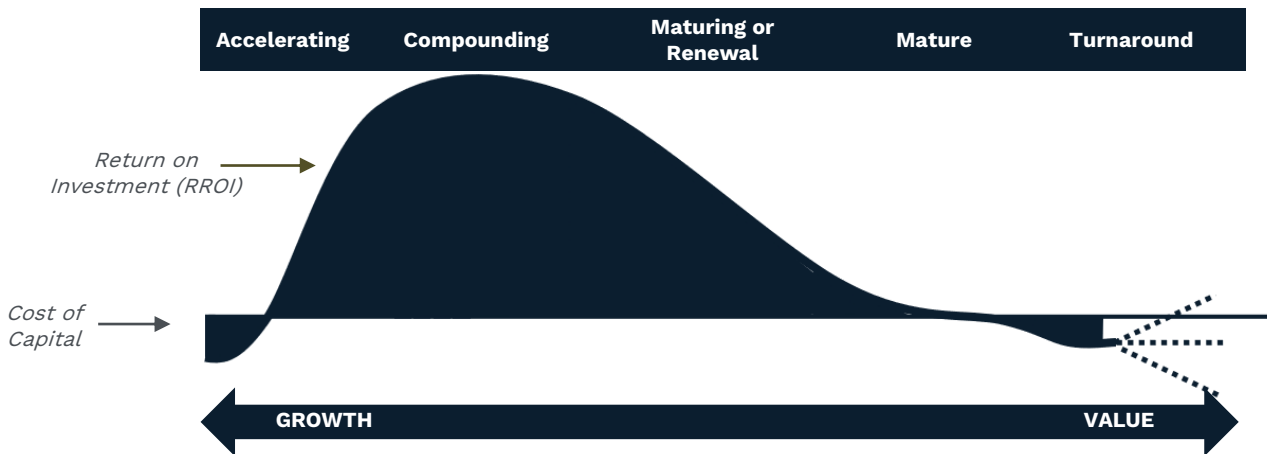 Accelerating
Compounding
Maturing or
Renewal
Mature
Turnaround
Return on
Investment (RROI)
Cost of
Capital
GROWTH
VALUE